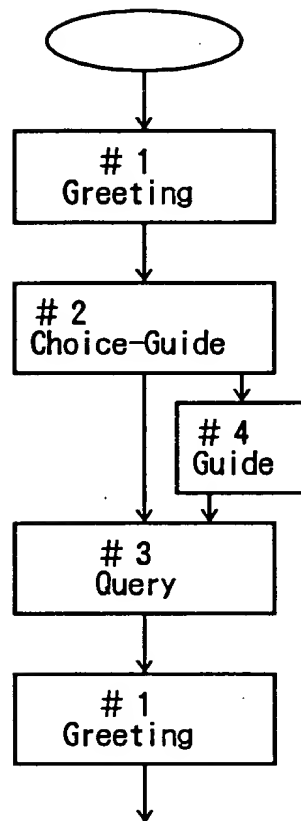 # 1
Greeting
# 2
Choice-Guide
# 4
Guide
# 3
Query
# 1
Greeting